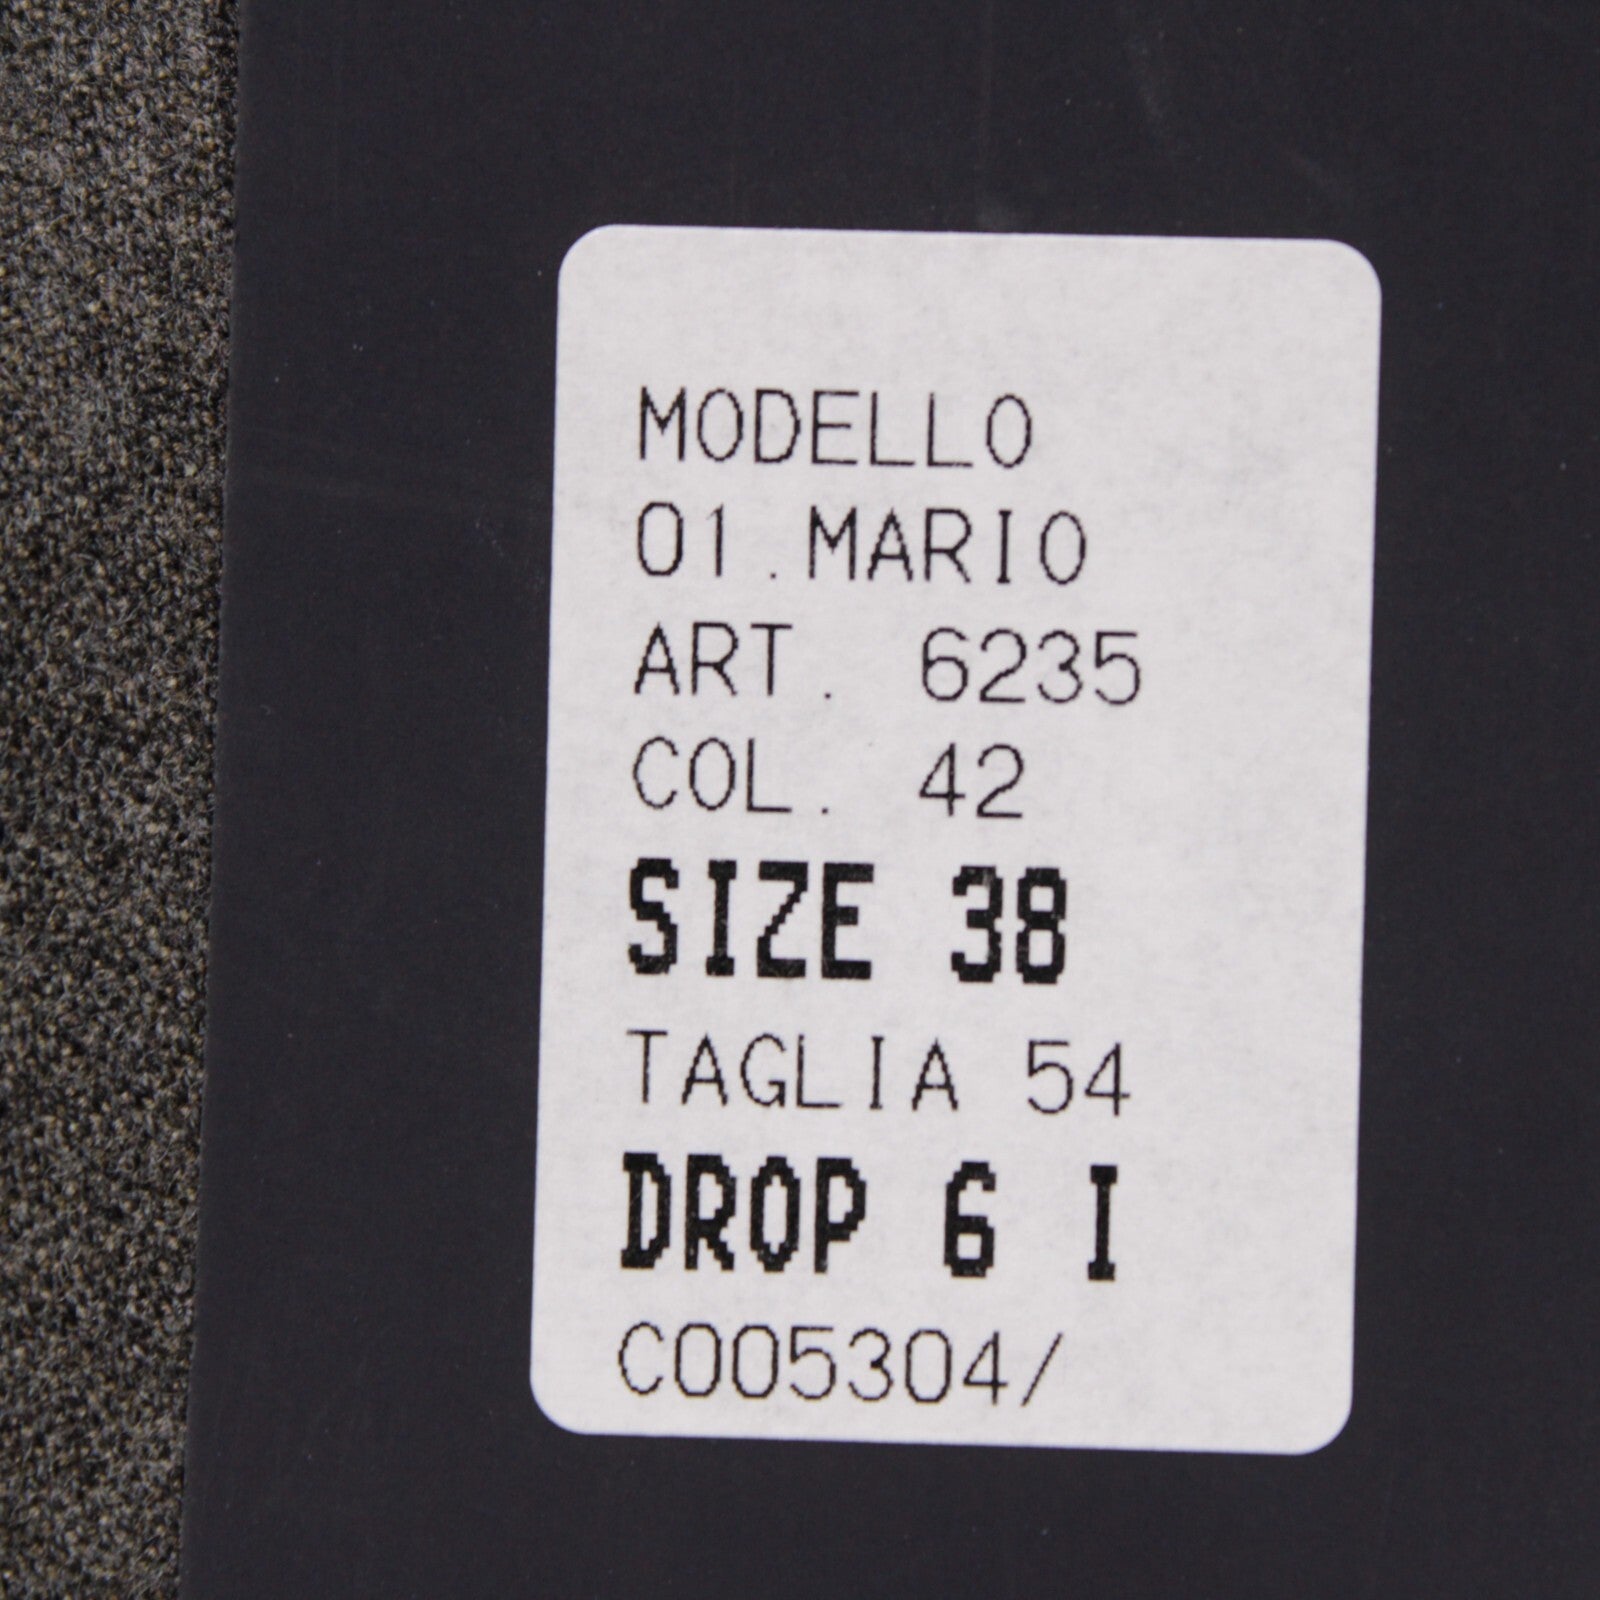 MODELLO
01.MARIO
ART. 6235
COL. 42
SIZE 38
TAGLIA 54
DROP 6 I
C005304/